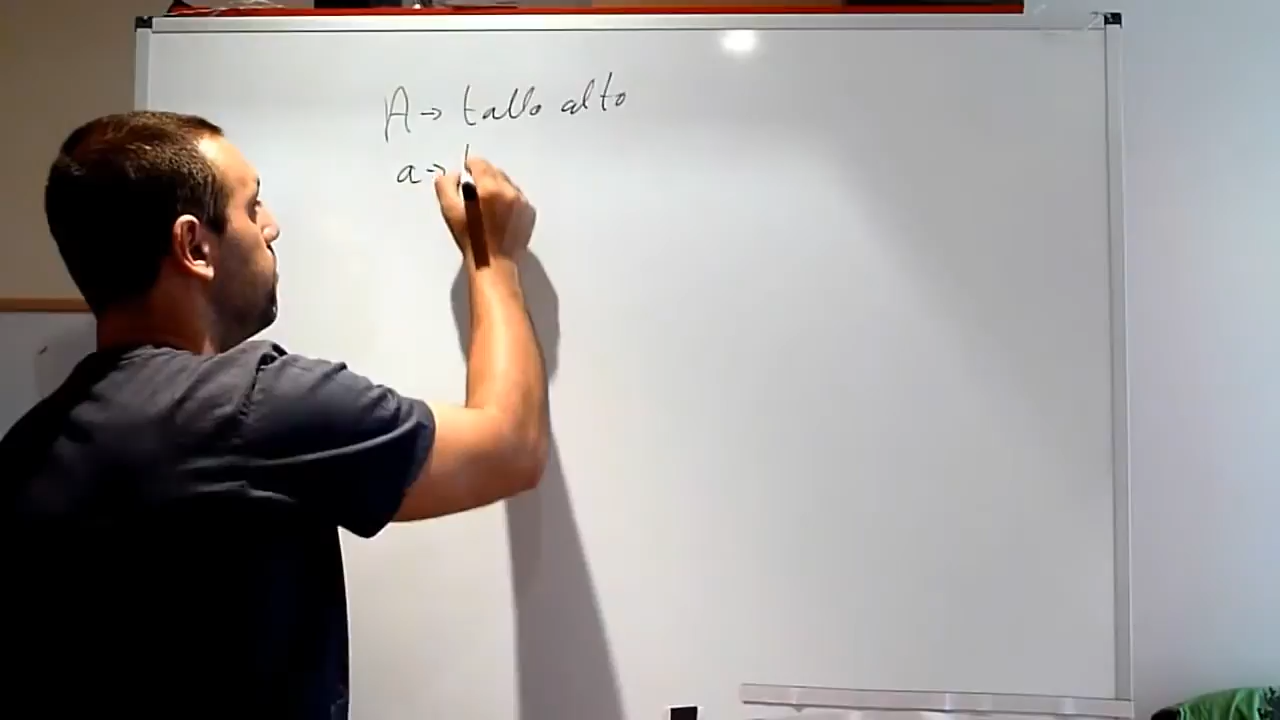 A → tallo alto
a → t